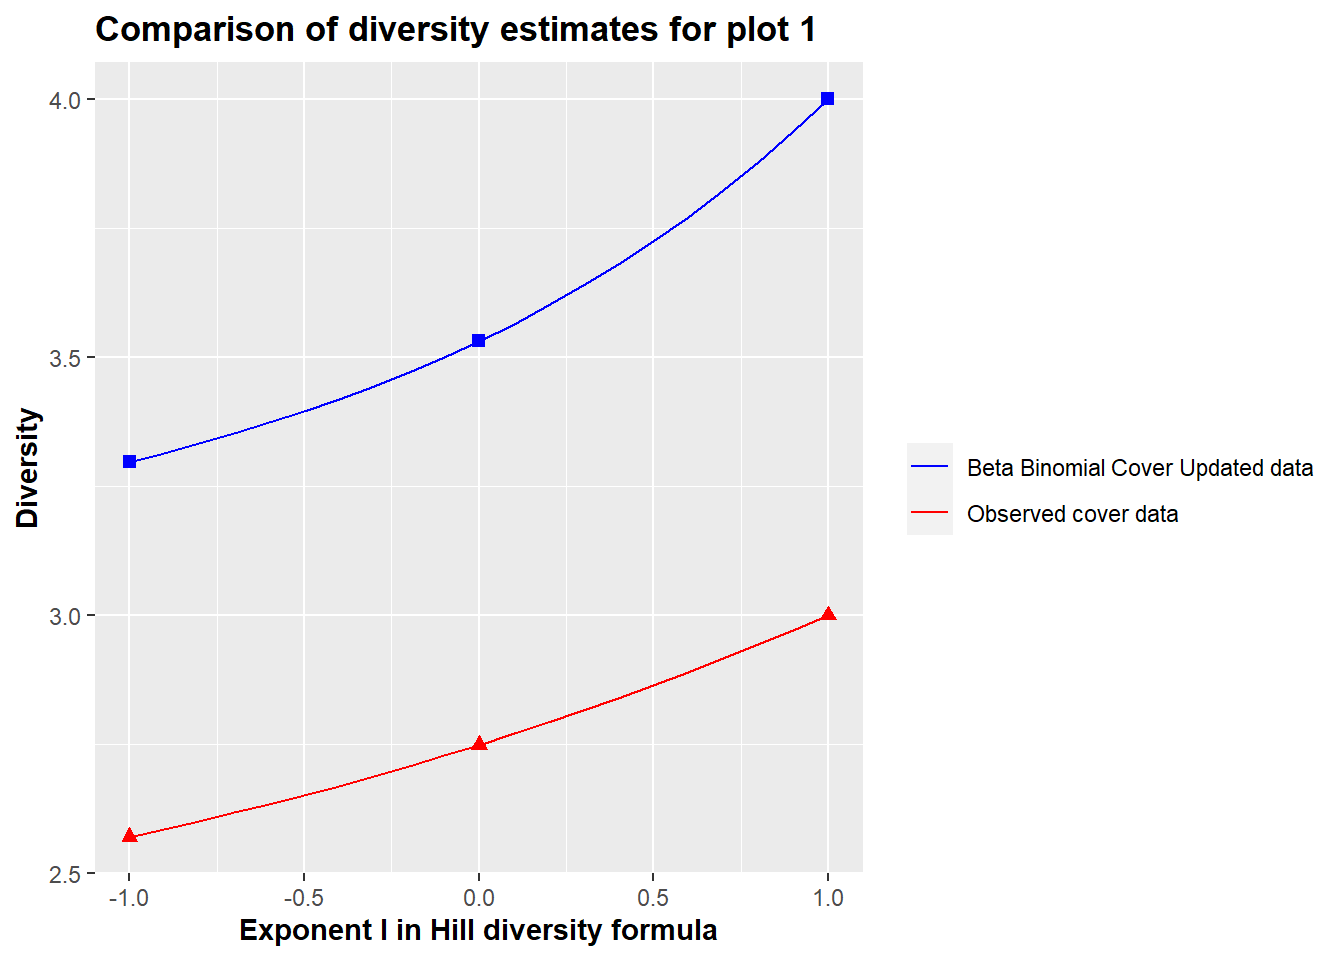 Comparison of diversity estimates for plot 1
4.0
3.5
3.0
2.5
Diversity
-1.0 -0.5 0.0 0.5 1.0
Exponent l in Hill diversity formula
Beta Binomial Cover Updated data
Observed cover data